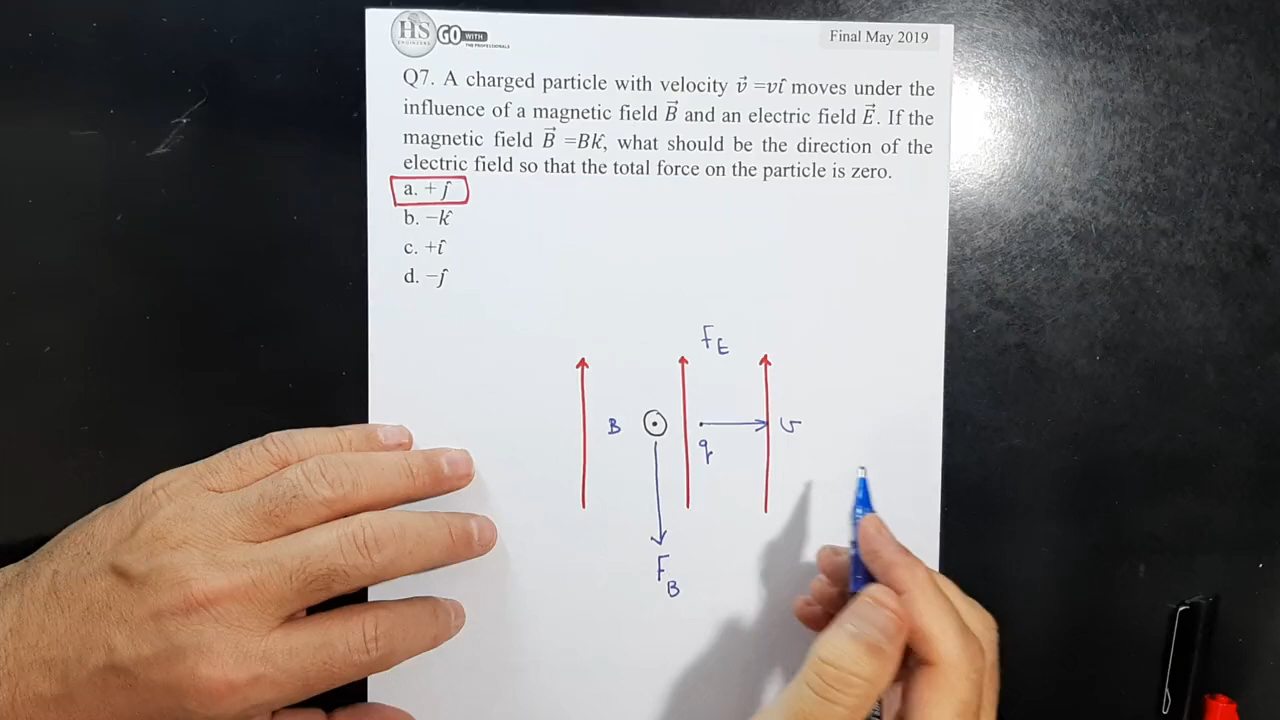 HS
ENGINEERS
GO WITH
THE PROFESSIONALS
Final May 2019
Q7. A charged particle with velocity v⃗ =vî moves under the
influence of a magnetic field B⃗ and an electric field E⃗. If the
magnetic field B⃗ =Bk̂, what should be the direction of the
electric field so that the total force on the particle is zero.
a. +ĵ
b. −k̂
c. +î
d. −ĵ
F_E
B
v
q
F_B